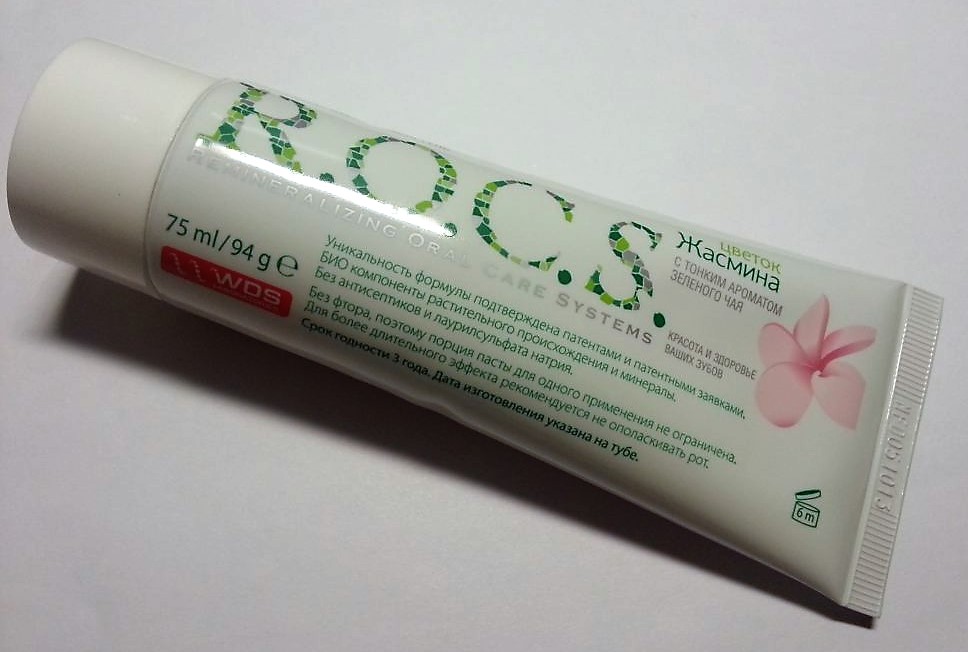 R.O.C.S.
REMINERALIZING ORAL CARE SYSTEMS
цветок
Жасмина
С ТОНКИМ АРОМАТОМ
ЗЕЛЕНОГО ЧАЯ
КРАСОТА И ЗДОРОВЬЕ
ВАШИХ ЗУБОВ
75 ml/94 g e
WDS
Уникальность формулы подтверждена патентами и патентными заявками.
БИО компоненты растительного происхождения и минералы.
Без антисептиков и лаурилсульфата натрия.
Без фтора, поэтому порция пасты для одного применения не ограничена.
Для более длительного эффекта рекомендуется не ополаскивать рот.
Срок годности 3 года. Дата изготовления указана на тубе.
6 m